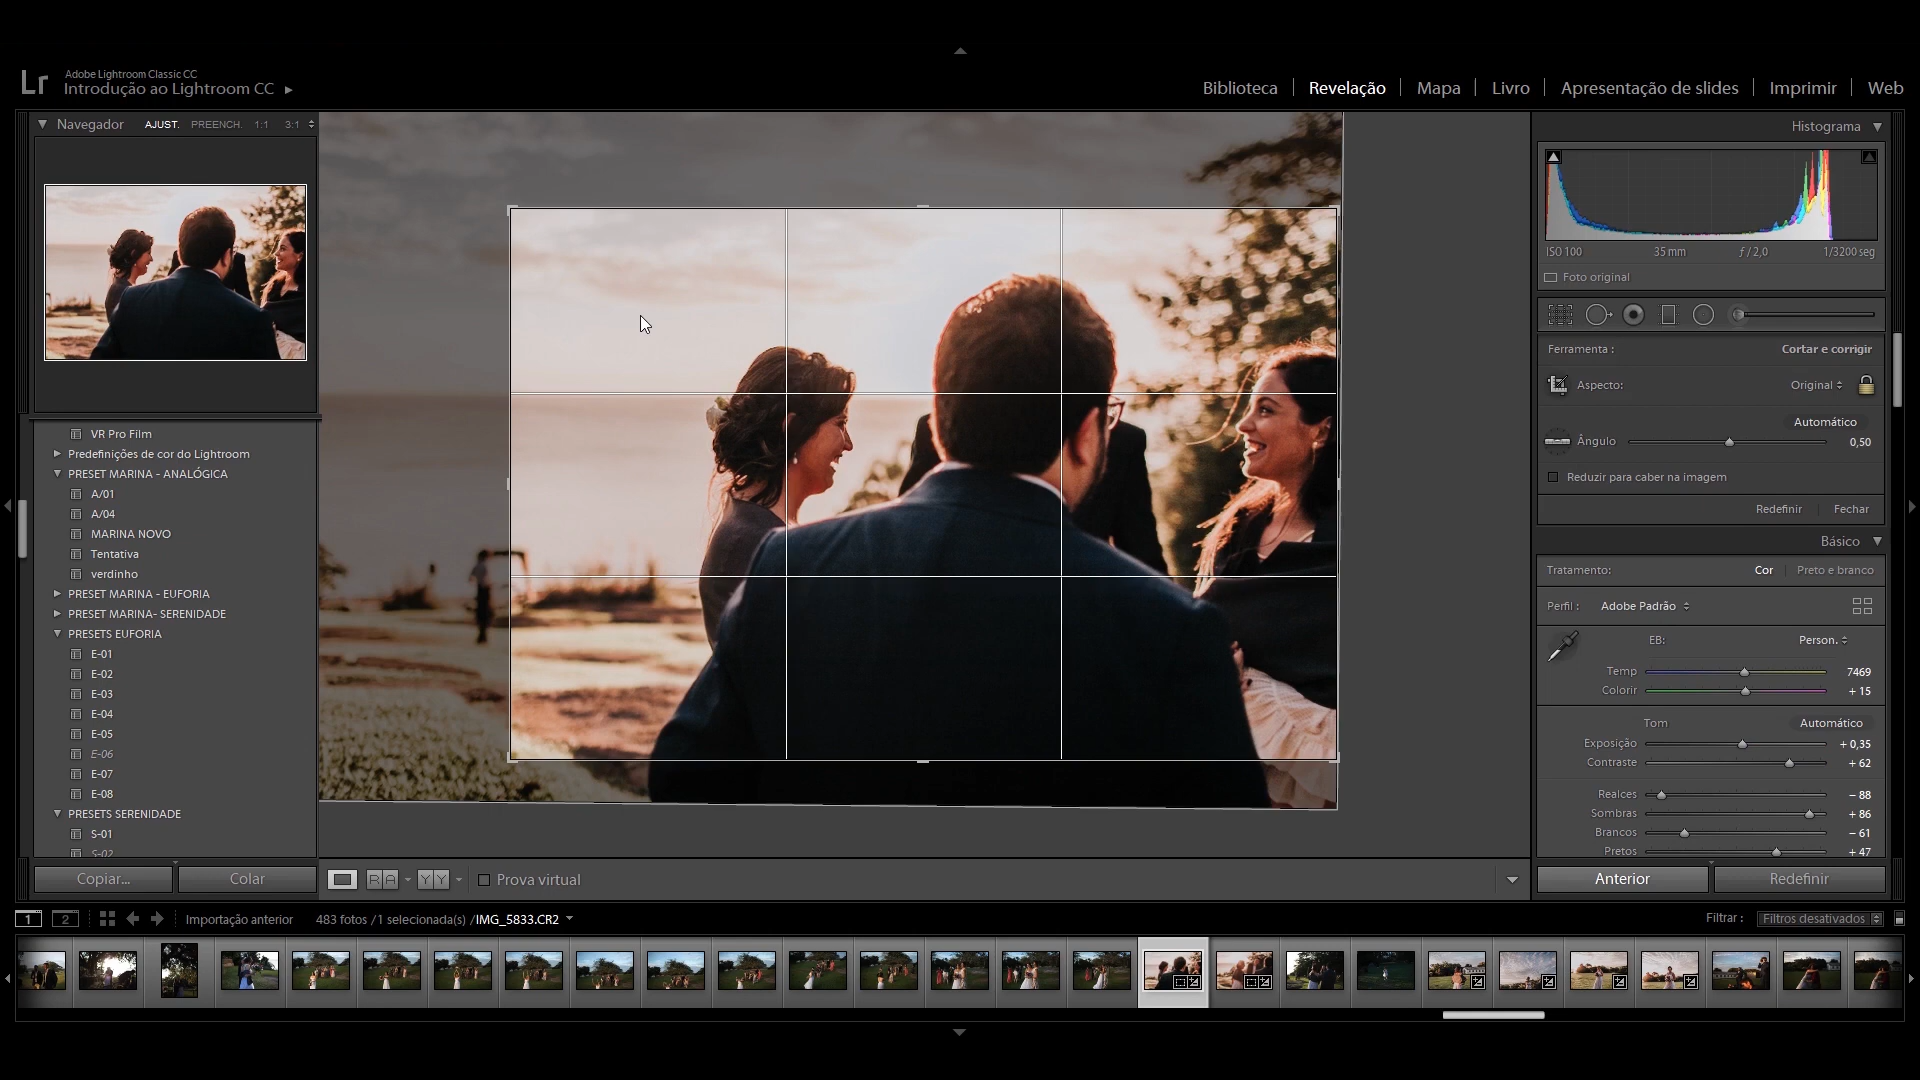 Lr
Adobe Lightroom Classic CC
Introdução ao Lightroom CC
Biblioteca | Revelação | Mapa | Livro | Apresentação de slides | Imprimir | Web
Navegador AJUST. PREENCH. 1:1 3:1
VR Pro Film
Predefinições de cor do Lightroom
PRESET MARINA - ANALÓGICA
A/01
A/04
MARINA NOVO
Tentativa
verdinho
PRESET MARINA - EUFORIA
PRESET MARINA- SERENIDADE
PRESETS EUFORIA
E-01
E-02
E-03
E-04
E-05
E-06
E-07
E-08
PRESETS SERENIDADE
S-01
S-02
Copiar... Colar
Histograma
ISO 100 35 mm ƒ / 2,0 1/3200 seg
Foto original
Ferramenta : Cortar e corrigir
Aspecto: Original
Automático
Ângulo 0,50
Reduzir para caber na imagem
Redefinir Fechar
Básico
Tratamento: Cor | Preto e branco
Perfil : Adobe Padrão
EB: Person.
Temp 7469
Colorir + 15
Tom Automático
Exposição + 0,35
Contraste + 62
Realces − 88
Sombras + 86
Brancos − 61
Pretos + 47
Anterior Redefinir
R A Y Y Prova virtual
1 2 Importação anterior 483 fotos /1 selecionada(s) /IMG_5833.CR2
Filtrar : Filtros desativados